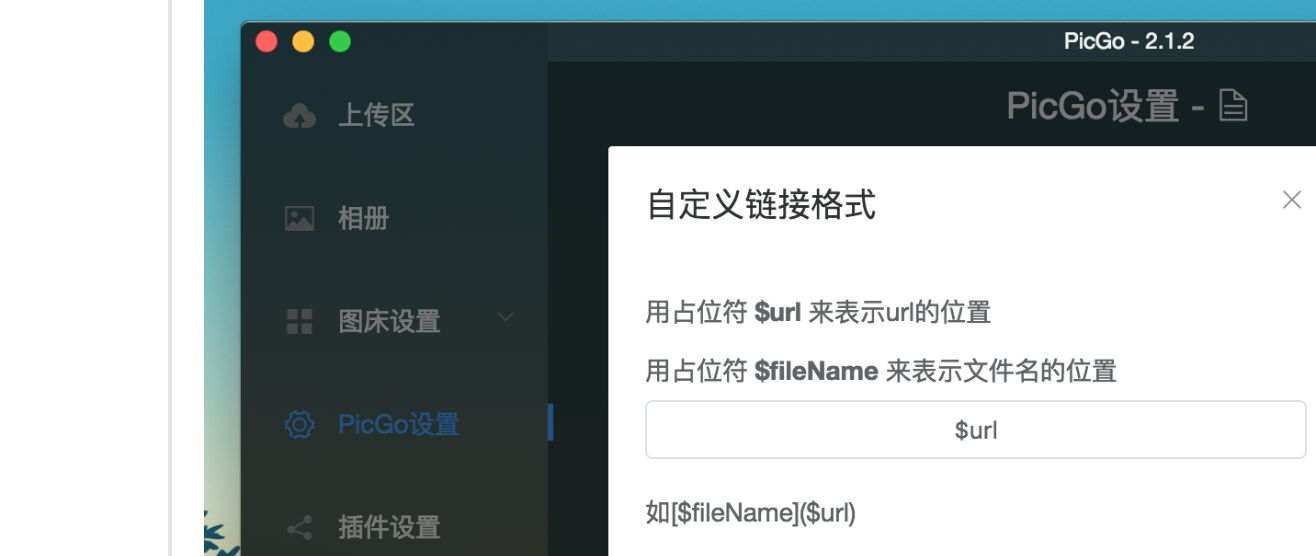 PicGo - 2.1.2
上传区
相册
图床设置
PicGo设置
插件设置
PicGo设置 -
自定义链接格式
用占位符 $url 来表示url的位置
用占位符 $fileName 来表示文件名的位置
$url
如[$fileName]($url)